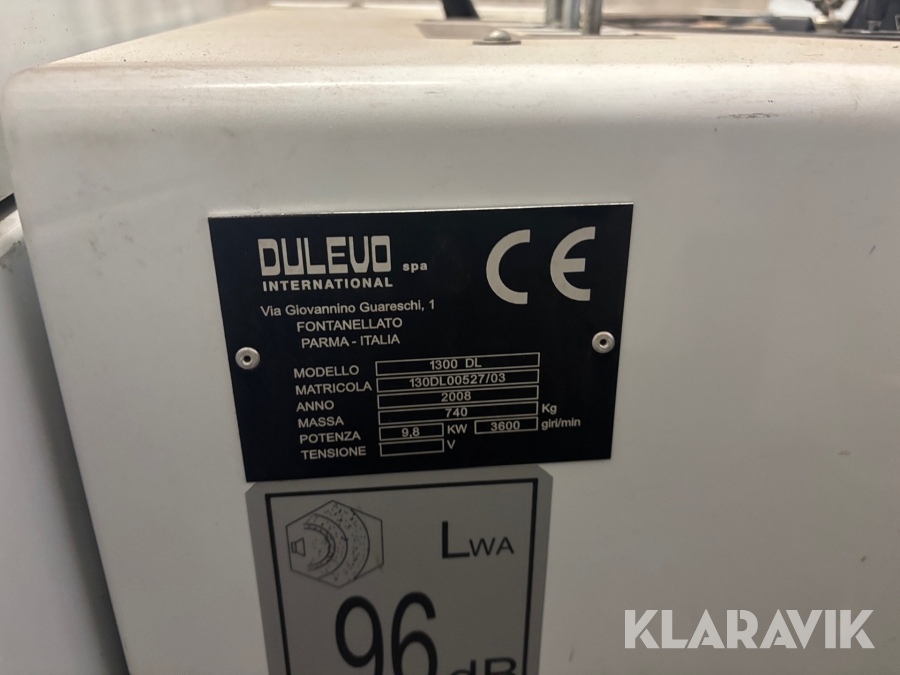 DULEVO spa
INTERNATIONAL
CE
Via Giovannino Guareschi, 1
FONTANELLATO
PARMA - ITALIA
MODELLO 1300 DL
MATRICOLA 130DL00527/03
ANNO 2008
MASSA 740 Kg
POTENZA 9,8 KW 3600 giri/min
TENSIONE V
LWA
96
dB
KLARAVIK